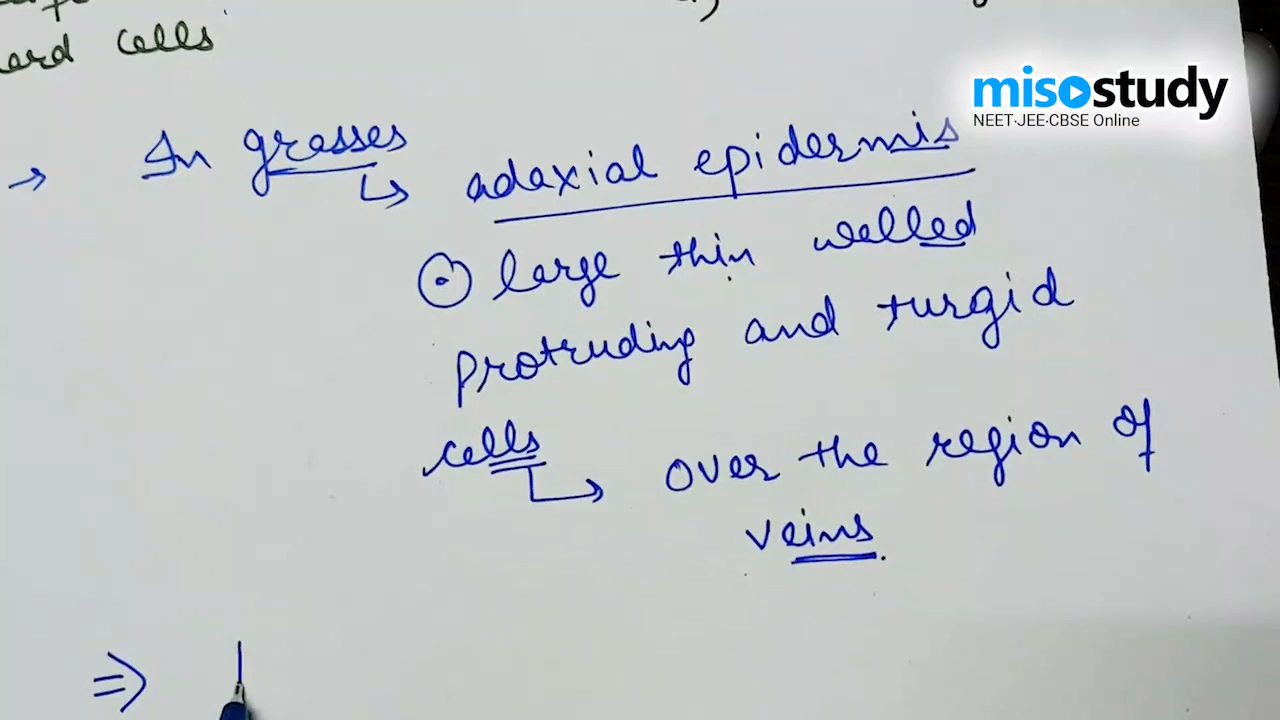 cells
misostudy
NEET-JEE-CBSE Online
→ In grasses
↳ adaxial epidermis
⊙ large thin walled
protruding and turgid
cells ↳ over the region of
veins.
⇒